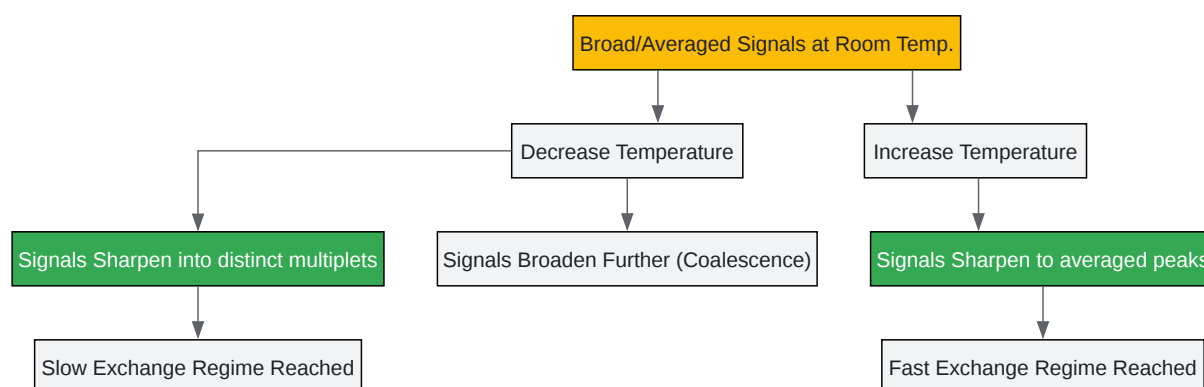 Broad/Averaged Signals at Room Temp.
Decrease Temperature
Increase Temperature
Signals Sharpen into distinct multiplets
Signals Broaden Further (Coalescence)
Signals Sharpen to averaged peaks
Slow Exchange Regime Reached
Fast Exchange Regime Reached